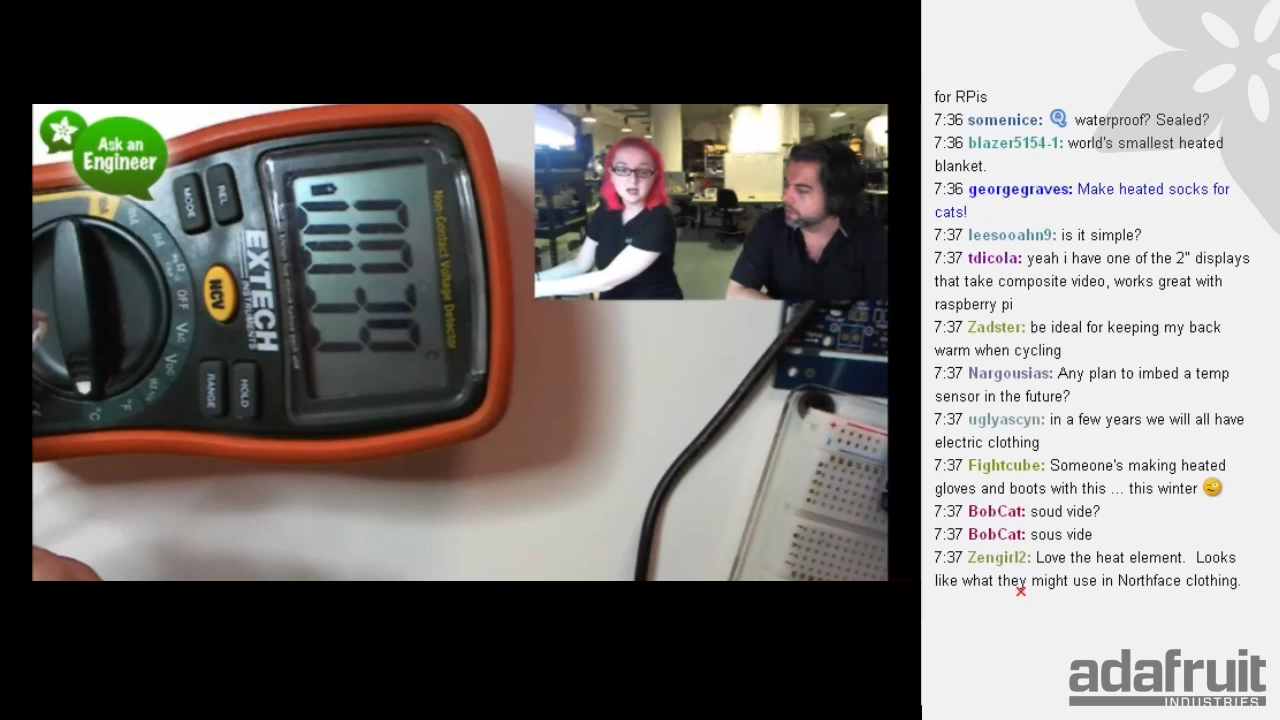 Ask an
Engineer
MODE
REL
NCV
EXTECH
INSTRUMENTS
Non-Contact Voltage Detector
RANGE
HOLD
OFF
°F
°C
for RPis
7:36 somenice: Q waterproof? Sealed?
7:36 blazer5154-1: world's smallest heated
blanket.
7:36 georgegraves: Make heated socks for
cats!
7:37 leesooahn9: is it simple?
7:37 tdicola: yeah i have one of the 2" displays
that take composite video, works great with
raspberry pi
7:37 Zadster: be ideal for keeping my back
warm when cycling
7:37 Nargousias: Any plan to imbed a temp
sensor in the future?
7:37 uglyascyn: in a few years we will all have
electric clothing
7:37 Fightcube: Someone's making heated
gloves and boots with this ... this winter
7:37 BobCat: soud vide?
7:37 BobCat: sous vide
7:37 Zengirl2: Love the heat element. Looks
like what they might use in Northface clothing.
adafruit
INDUSTRIES